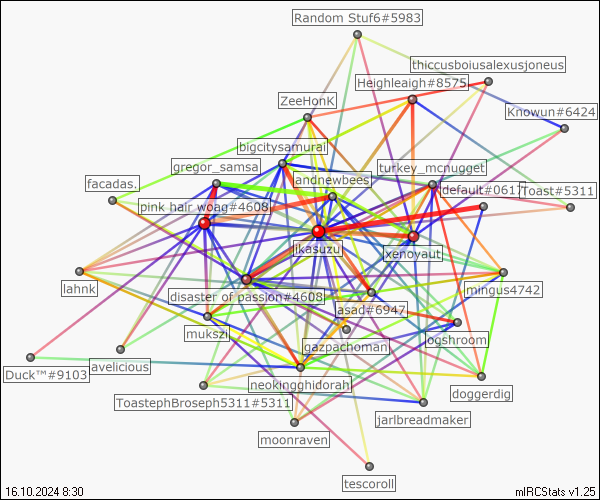 Random Stuf6#5983
thiccusboiusalexusjoneus
Heighleaigh#8575
ZeeHonK
Knowun#6424
bigcitysamurai
gregor_samsa
turkey_mcnugget
landnewbees
facadas.
default#0617
Toast#5311
pink hair woag#4608
ikasuzu
xenoyaut
lahnk
disaster of passion#4608
mingus4742
asad#6947
mukszi
ogshroom
gazpachoman
Duck™#9103
avelicious
neokingghidorah
doggerdig
ToastephBroseph5311#5311
jarlbreadmaker
moonraven
tescoroll
16.10.2024 8:30
mIRCStats v1.25